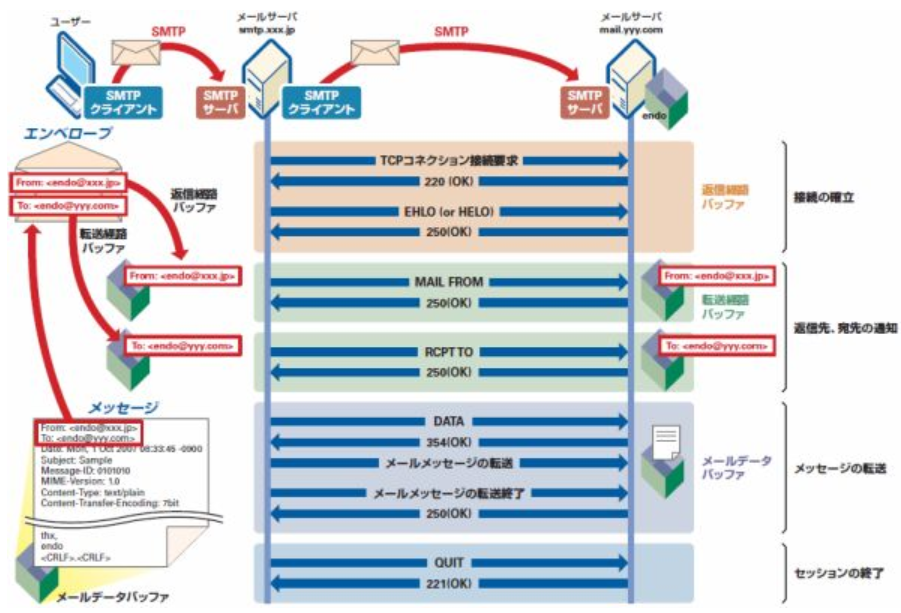 ユーザー
SMTP
メールサーバ
smtp.xxx.jp
SMTP
メールサーバ
mail.yyy.com
SMTP
クライアント
SMTP
サーバ
SMTP
クライアント
SMTP
サーバ
endo
エンベロープ
From: <endo@xxx.jp>
To: <endo@yyy.com>
返信経路
バッファ
転送経路
バッファ
From: <endo@xxx.jp>
To: <endo@yyy.com>
TCPコネクション接続要求
220 (OK)
EHLO (or HELO)
250(OK)
返信経路
バッファ
接続の確立
MAIL FROM
250(OK)
From: <endo@xxx.jp>
転送経路
バッファ
RCPT TO
250(OK)
To: <endo@yyy.com>
返信先、宛先の通知
メッセージ
From: <endo@xxx.jp>
To: <endo@yyy.com>
Date: Mon, 1 Oct 2007 08:33:45 -0900
Subject: Sample
Message-ID: 0101010
MIME-Version: 1.0
Content-Type: text/plain
Content-Transfer-Encoding: 7bit
thx,
endo
<CRLF>.<CRLF>
メールデータバッファ
DATA
354(OK)
メールメッセージの転送
メールメッセージの転送終了
250(OK)
メールデータ
バッファ
メッセージの転送
QUIT
221(OK)
セッションの終了